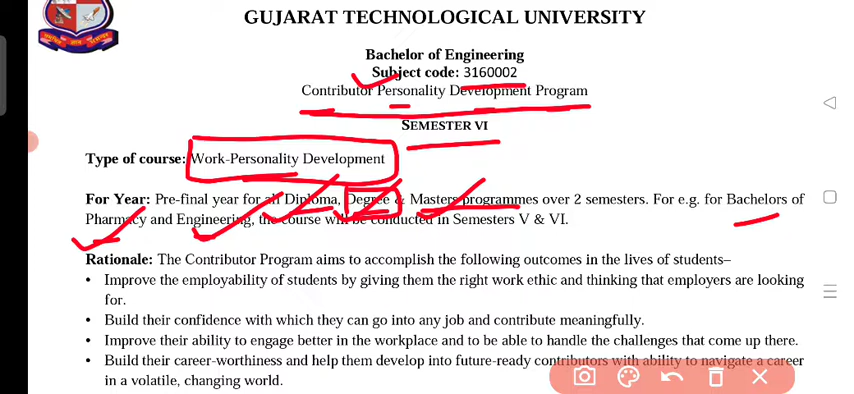 GUJARAT TECHNOLOGICAL UNIVERSITY
Bachelor of Engineering
Subject code: 3160002
Contributor Personality Development Program
SEMESTER VI
Type of course: Work-Personality Development
For Year: Pre-final year for all Diploma, Degree & Masters programmes over 2 semesters. For e.g. for Bachelors of
Pharmacy and Engineering, the course will be conducted in Semesters V & VI.
Rationale: The Contributor Program aims to accomplish the following outcomes in the lives of students–
• Improve the employability of students by giving them the right work ethic and thinking that employers are looking
for.
• Build their confidence with which they can go into any job and contribute meaningfully.
• Improve their ability to engage better in the workplace and to be able to handle the challenges that come up there.
• Build their career-worthiness and help them develop into future-ready contributors with ability to navigate a career
in a volatile, changing world.